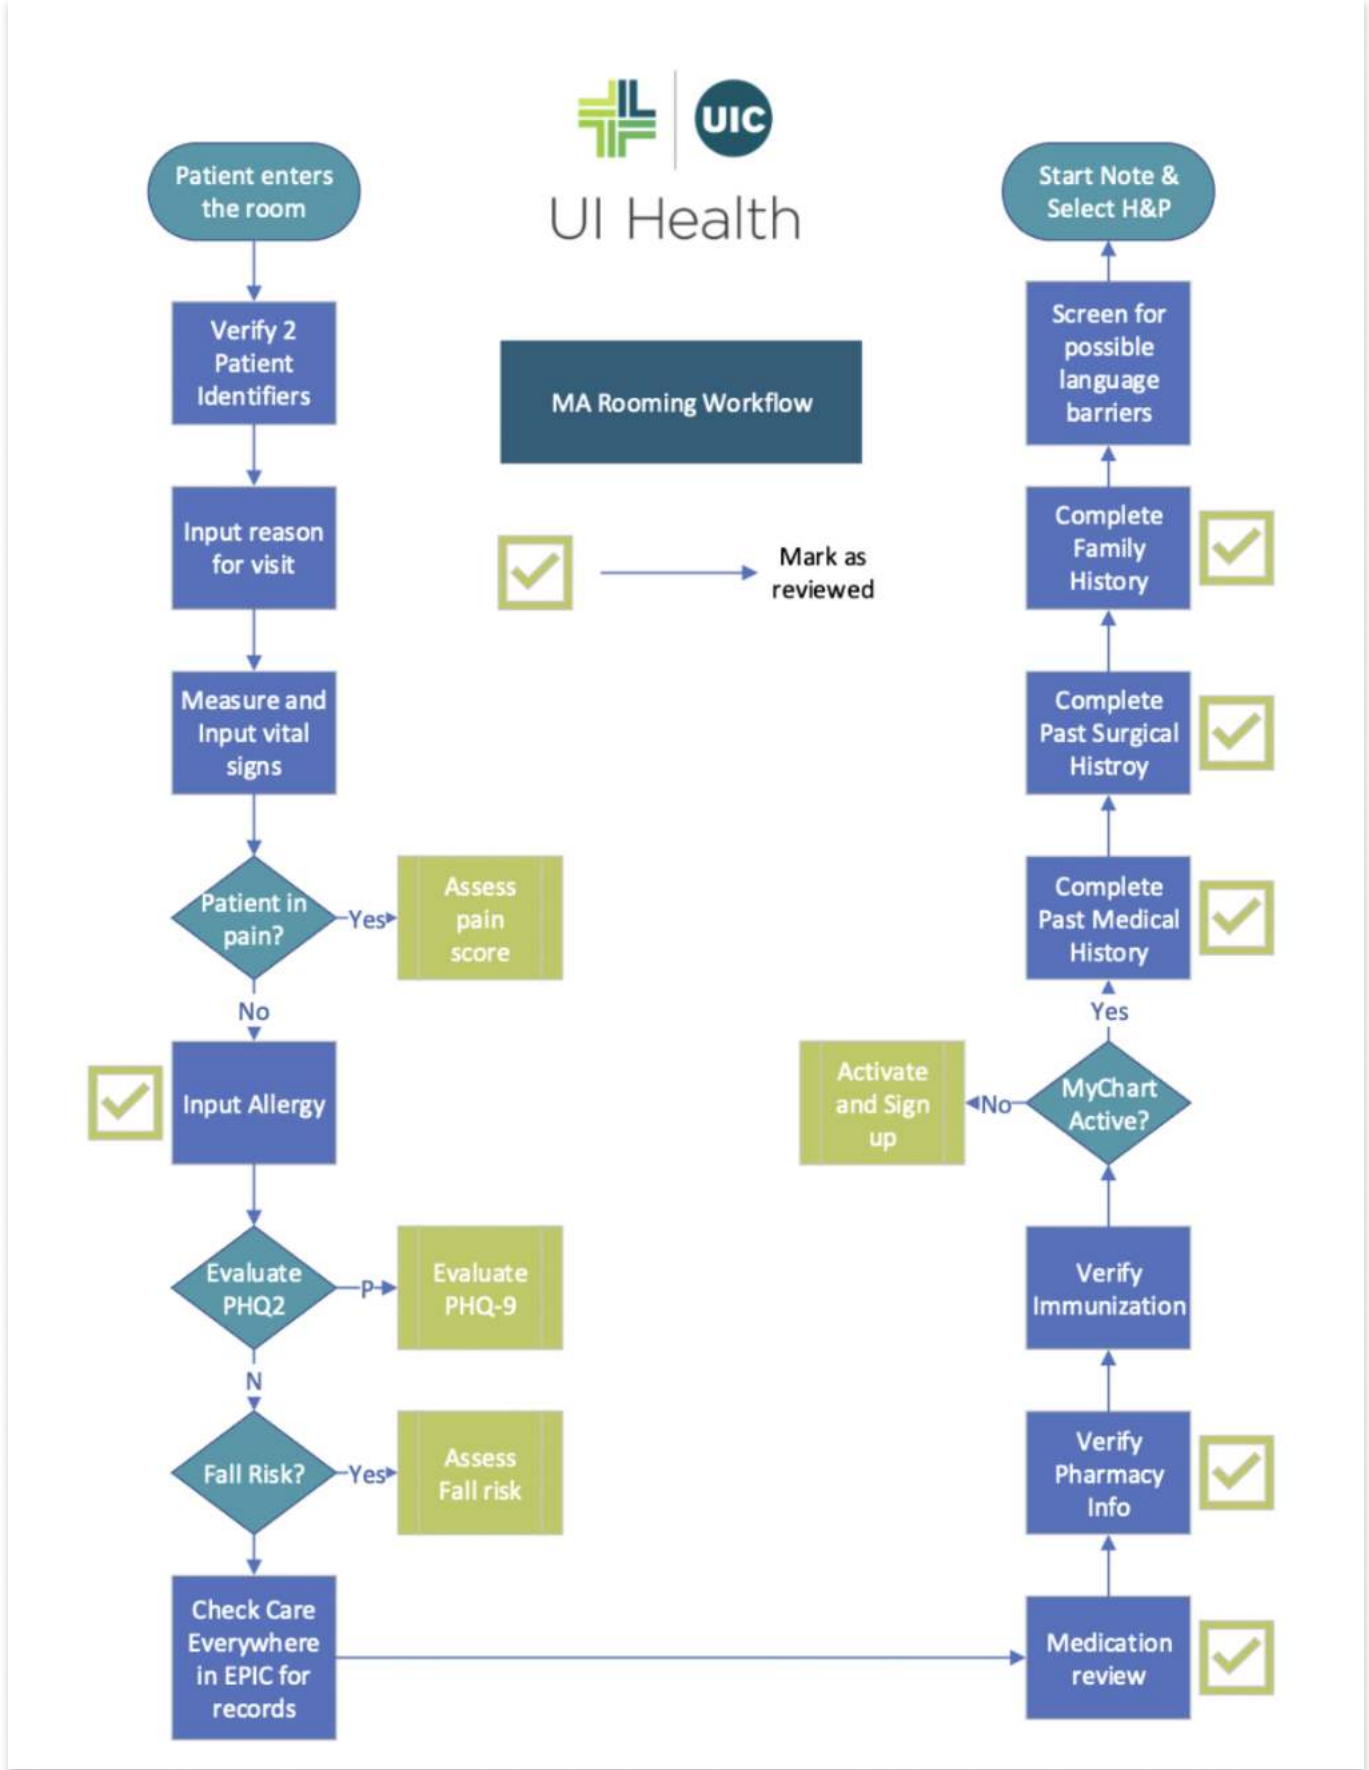 UIC
UI Health
MA Rooming Workflow
Mark as
reviewed
Patient enters
the room
Verify 2
Patient
Identifiers
Input reason
for visit
Measure and
Input vital
signs
Patient in
pain?
Yes
Assess
pain
score
No
Input Allergy
Evaluate
PHQ2
P
Evaluate
PHQ-9
N
Fall Risk?
Yes
Assess
Fall risk
Check Care
Everywhere
in EPIC for
records
Medication
review
Verify
Pharmacy
Info
Verify
Immunization
MyChart
Active?
No
Activate
and Sign
up
Yes
Complete
Past Medical
History
Complete
Past Surgical
Histroy
Complete
Family
History
Screen for
possible
language
barriers
Start Note &
Select H&P